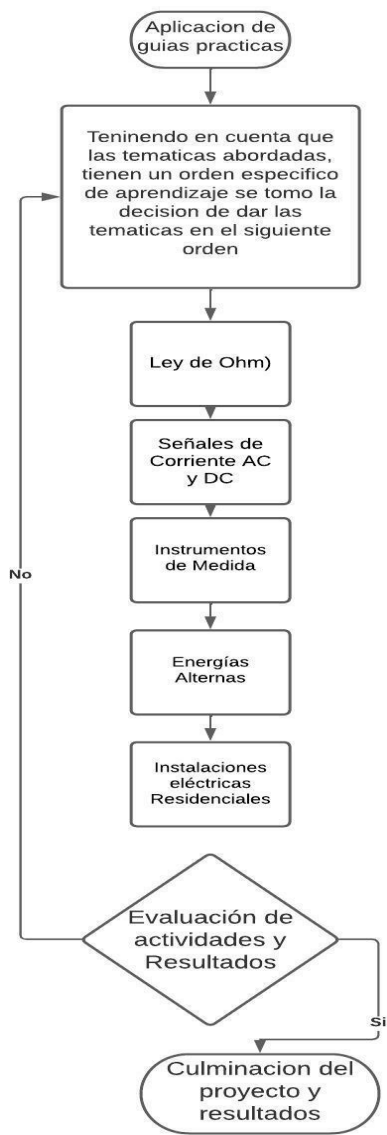 Aplicacion de
guias practicas
Teninendo en cuenta que
las tematicas abordadas,
tienen un orden especifico
de aprendizaje se tomo la
decision de dar las
tematicas en el siguiente
orden
Ley de Ohm)
Señales de
Corriente AC
y DC
Instrumentos
de Medida
No
Energías
Alternas
Instalaciones
eléctricas
Residenciales
Evaluación de
actividades y
Resultados
Si
Culminacion del
proyecto y
resultados